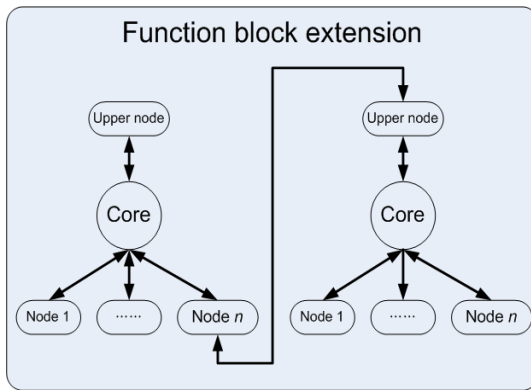 Function block extension
Upper node
Upper node
Core
Core
Node 1
······
Node n
Node 1
······
Node n